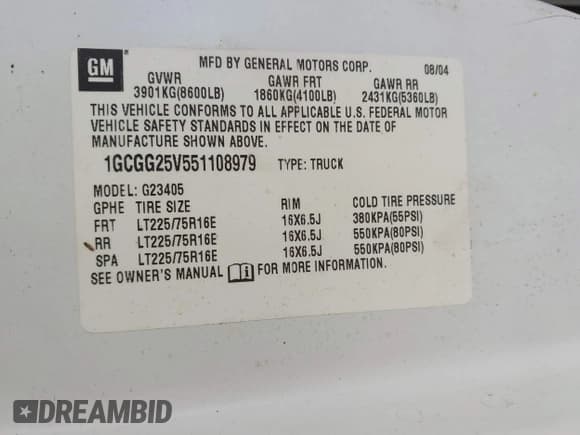 GM
MFD BY GENERAL MOTORS CORP. 08/04
GVWR GAWR FRT GAWR RR
3901KG(8600LB) 1860KG(4100LB) 2431KG(5360LB)
THIS VEHICLE CONFORMS TO ALL APPLICABLE U.S. FEDERAL MOTOR
VEHICLE SAFETY STANDARDS IN EFFECT ON THE DATE OF
MANUFACTURE SHOWN ABOVE.
1GCGG25V551108979 TYPE: TRUCK
MODEL: G23405
GPHE TIRE SIZE RIM COLD TIRE PRESSURE
FRT LT225/75R16E 16X6.5J 380KPA(55PSI)
RR LT225/75R16E 16X6.5J 550KPA(80PSI)
SPA LT225/75R16E 16X6.5J 550KPA(80PSI)
SEE OWNER'S MANUAL FOR MORE INFORMATION.
DREAMBID